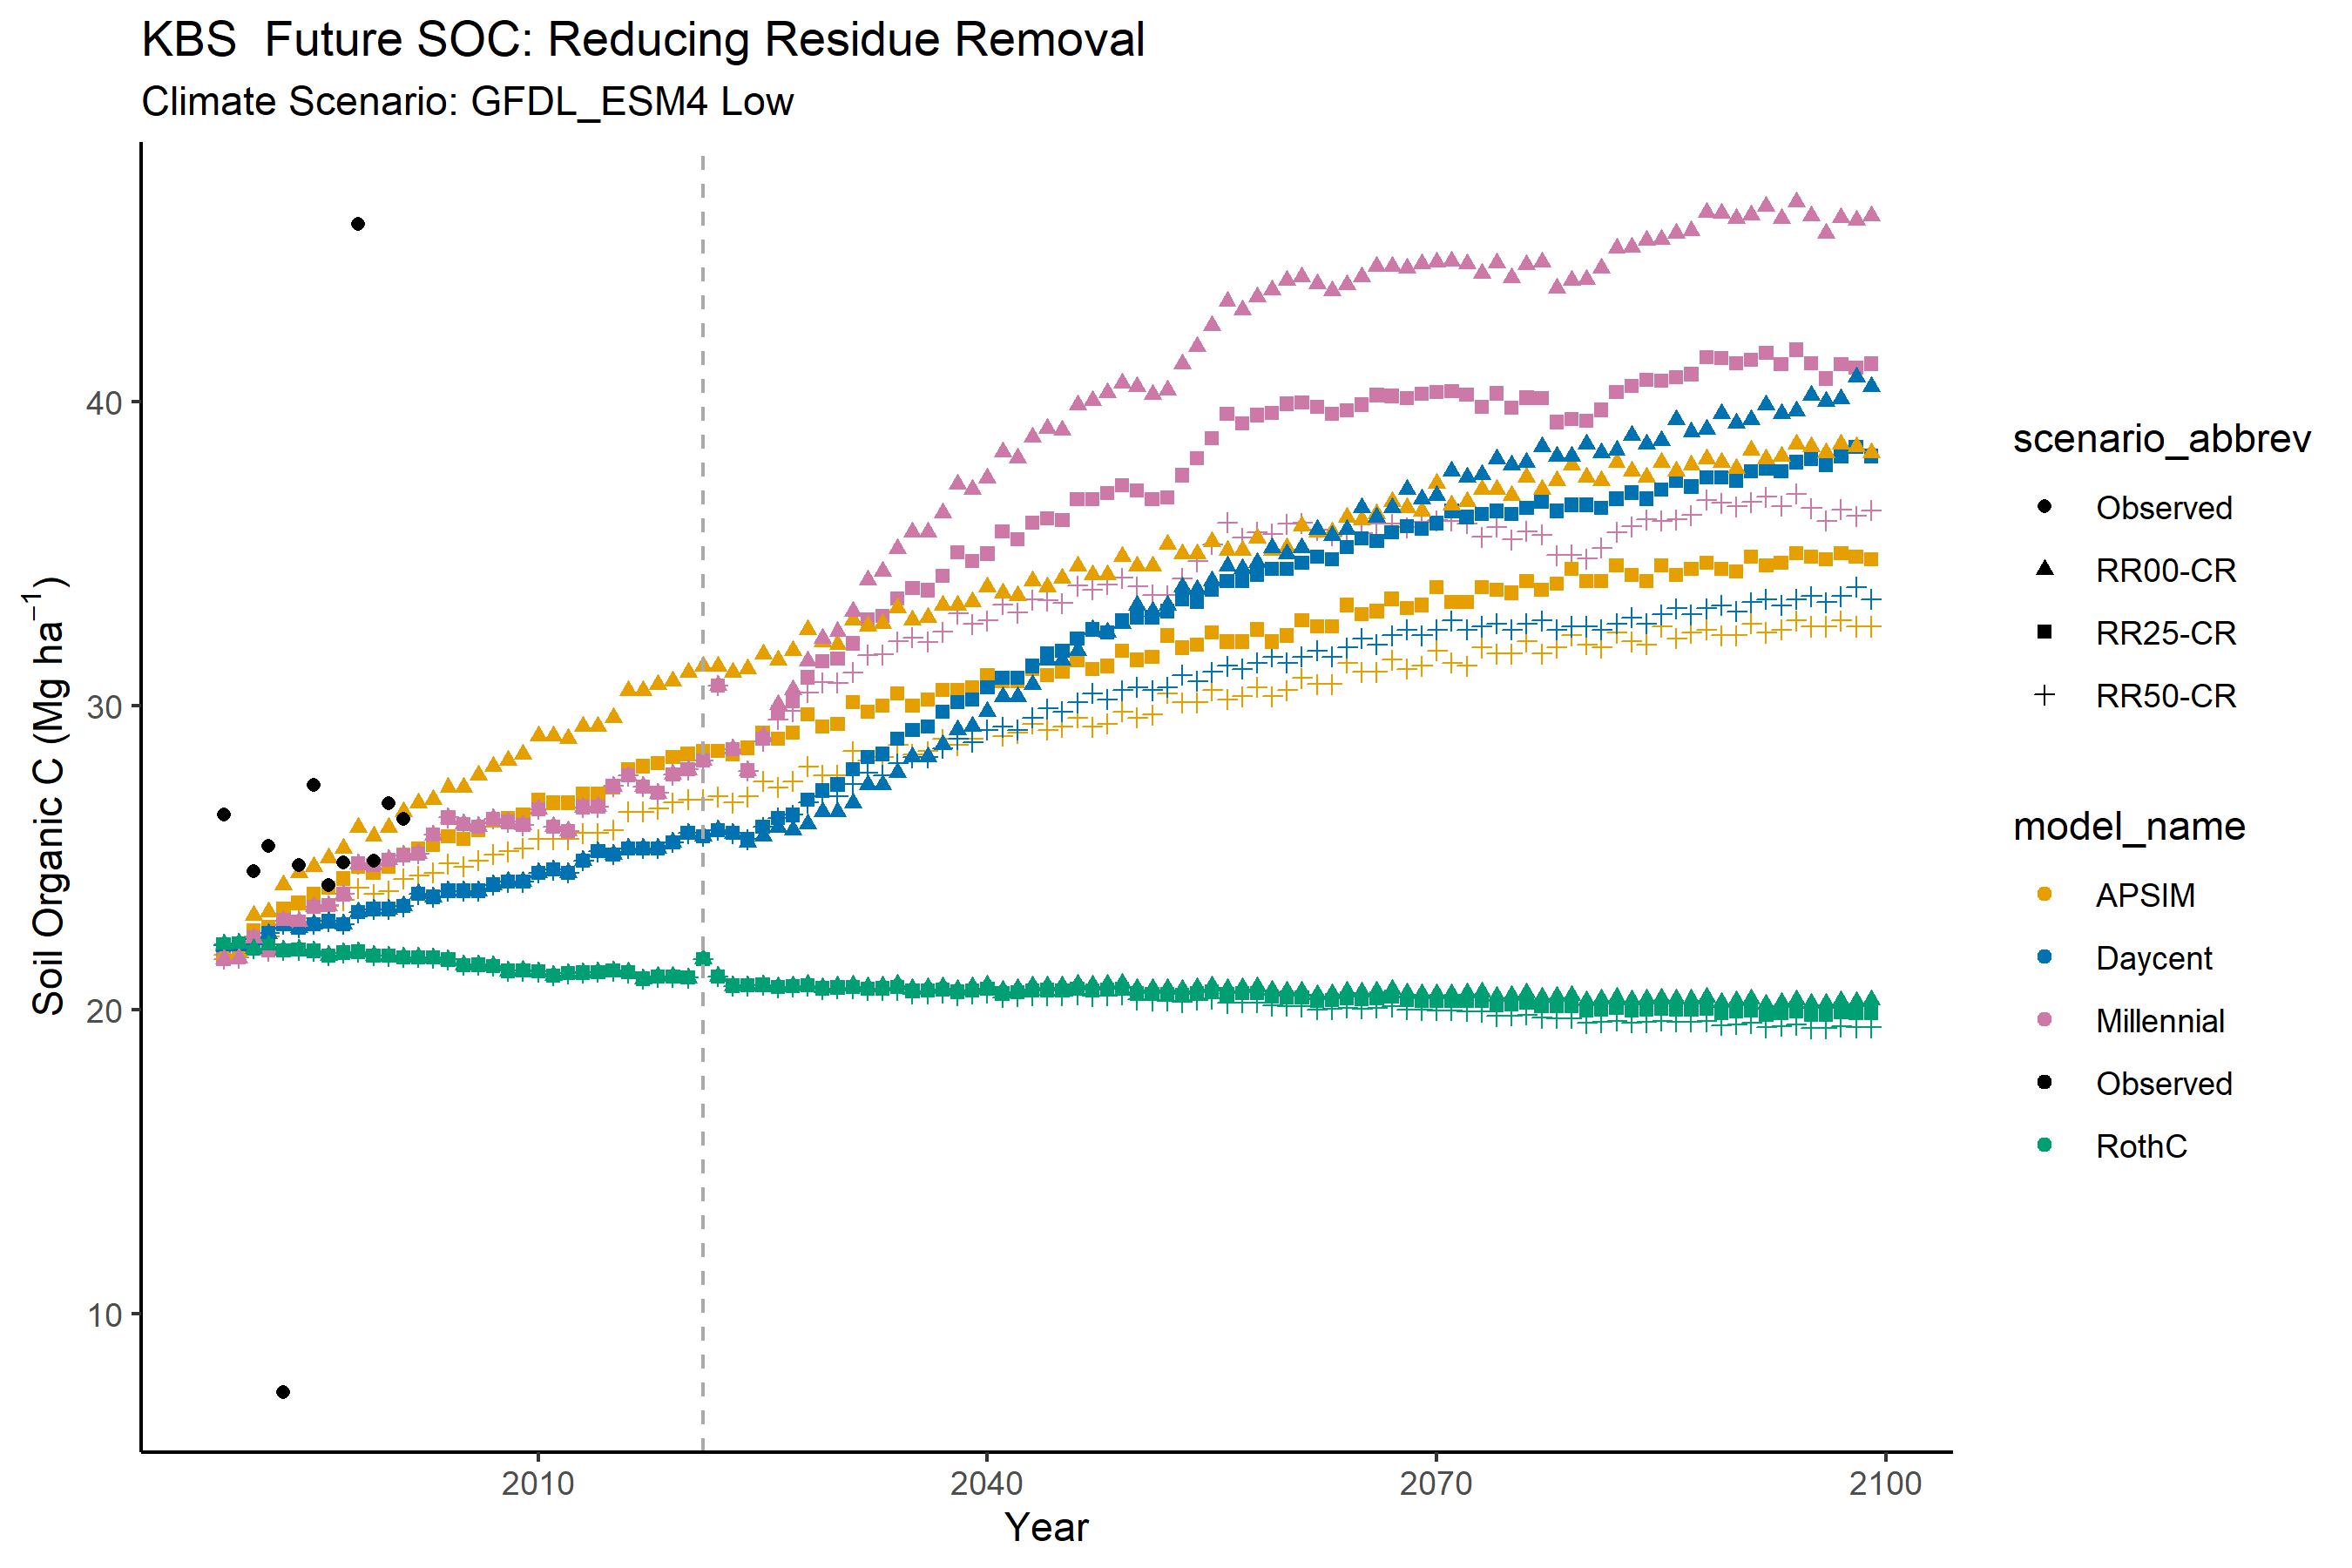 KBS  Future SOC: Reducing Residue Removal
Climate Scenario: GFDL_ESM4 Low
Soil Organic C (Mg ha⁻¹)
40
30
20
10
2010
2040
2070
2100
Year
scenario_abbrev
Observed
RR00-CR
RR25-CR
RR50-CR
model_name
APSIM
Daycent
Millennial
Observed
RothC